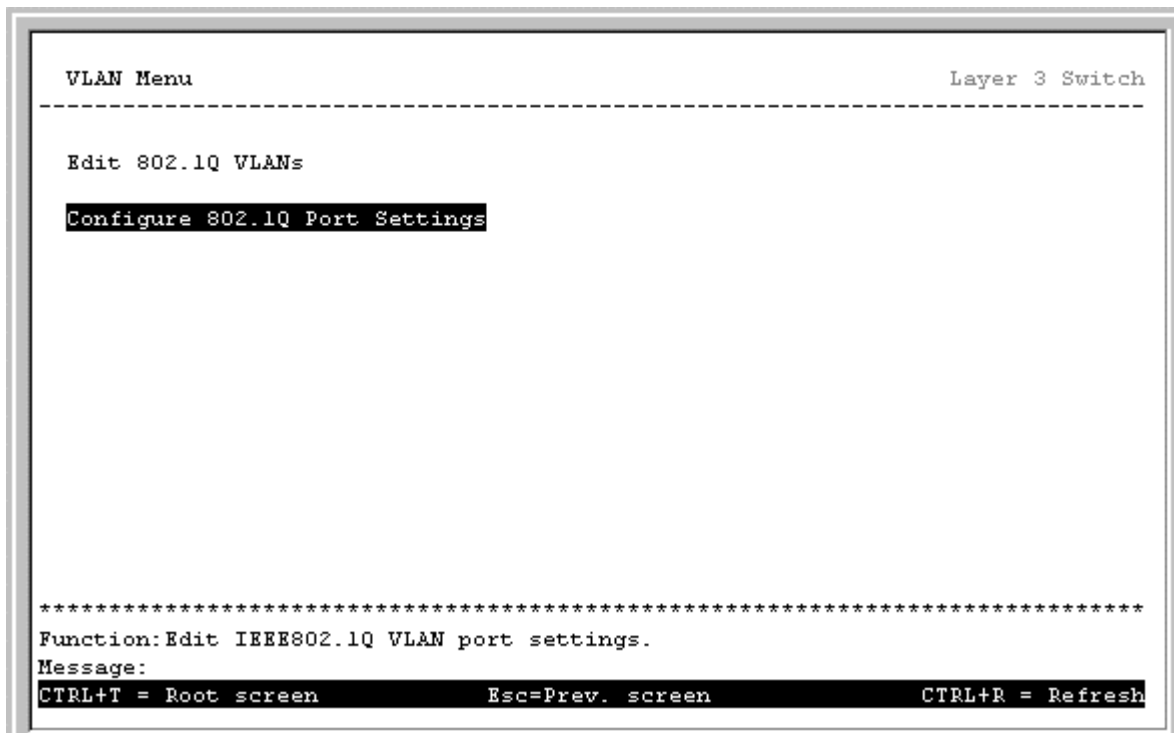 VLAN Menu Layer 3 Switch
--------------------------------------------------------------------------------
Edit 802.1Q VLANs
Configure 802.1Q Port Settings
*******************************************************************************
Function:Edit IEEE802.1Q VLAN port settings.
Message:
CTRL+T = Root screen Esc=Prev. screen CTRL+R = Refresh